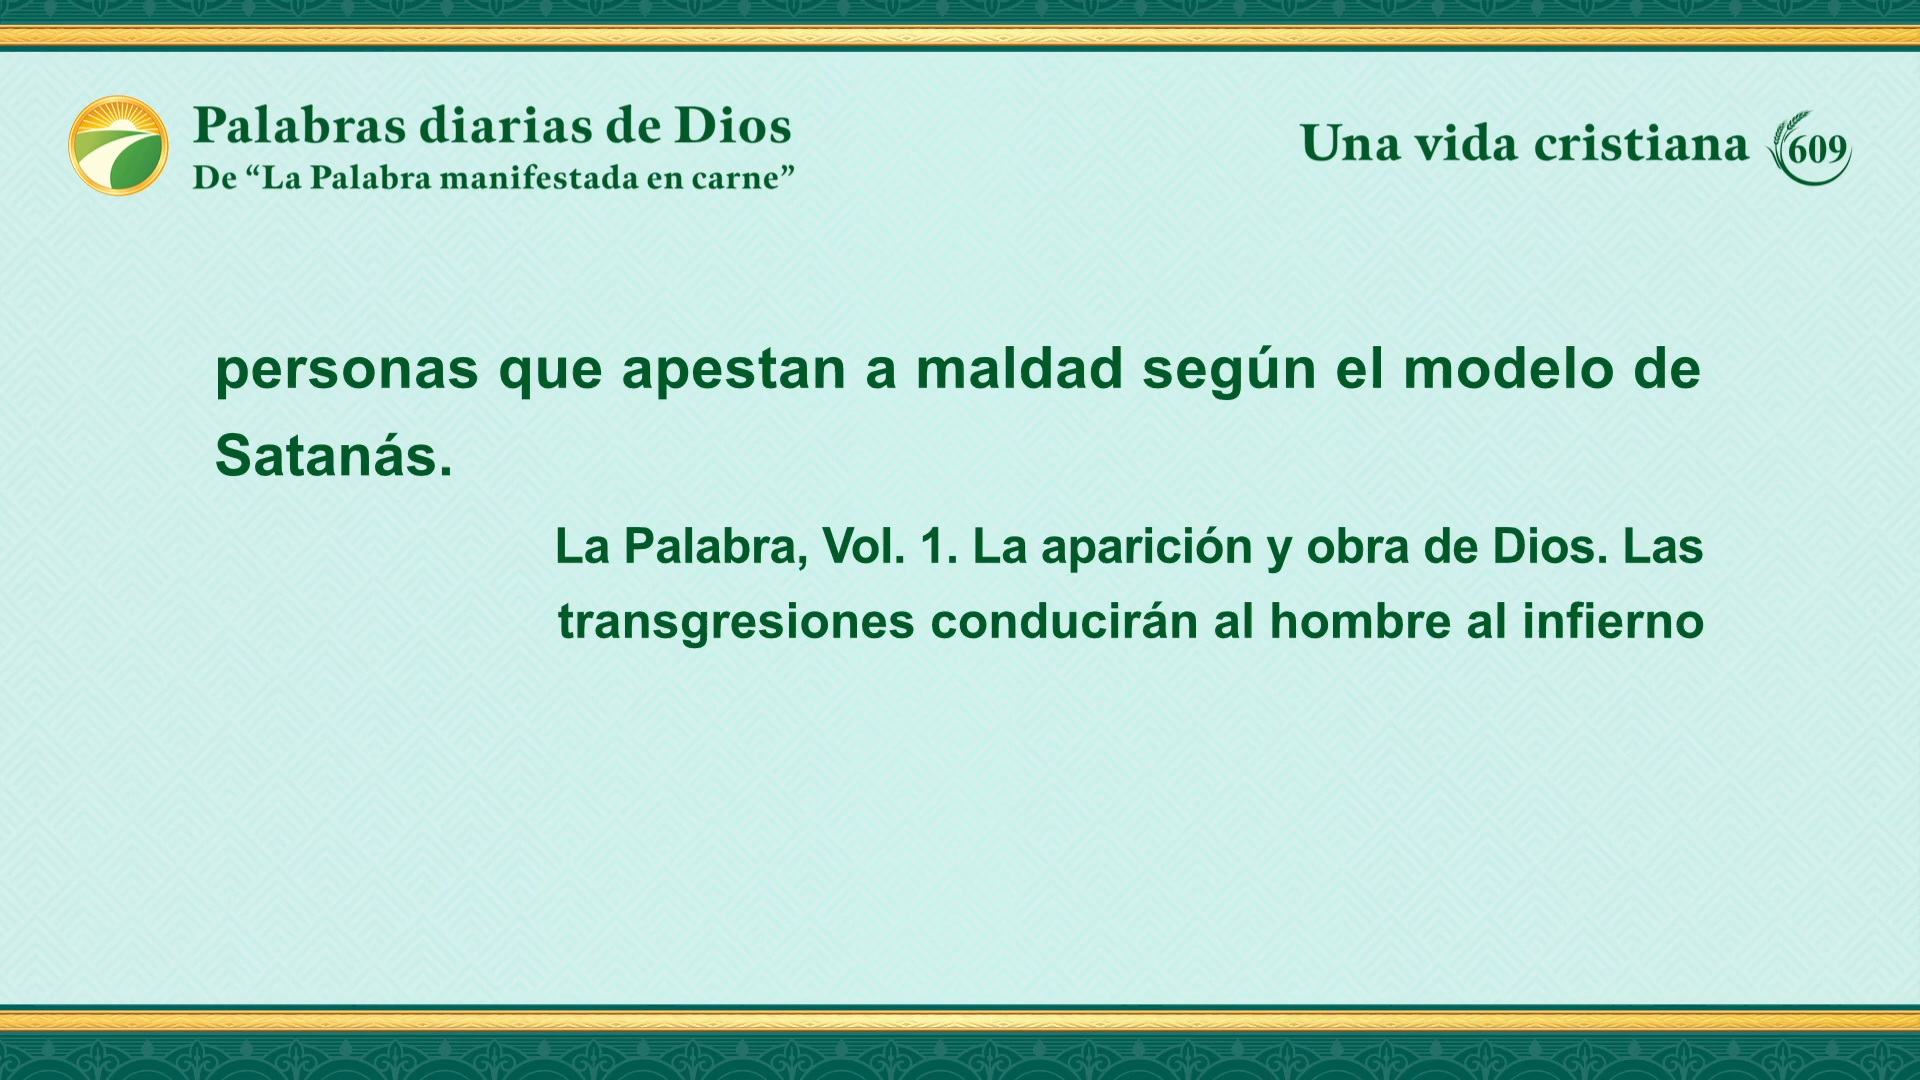 Palabras diarias de Dios
De “La Palabra manifestada en carne”
Una vida cristiana 609
personas que apestan a maldad según el modelo de
Satanás.
La Palabra, Vol. 1. La aparición y obra de Dios. Las
transgresiones conducirán al hombre al infierno